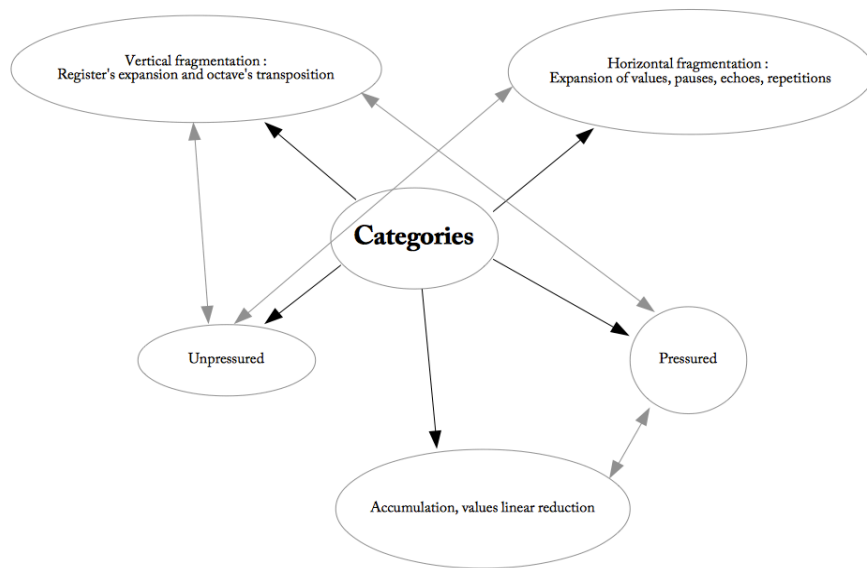 Vertical fragmentation :
Register's expansion and octave's transposition
Horizontal fragmentation :
Expansion of values, pauses, echoes, repetitions
Categories
Unpressured
Pressured
Accumulation, values linear reduction